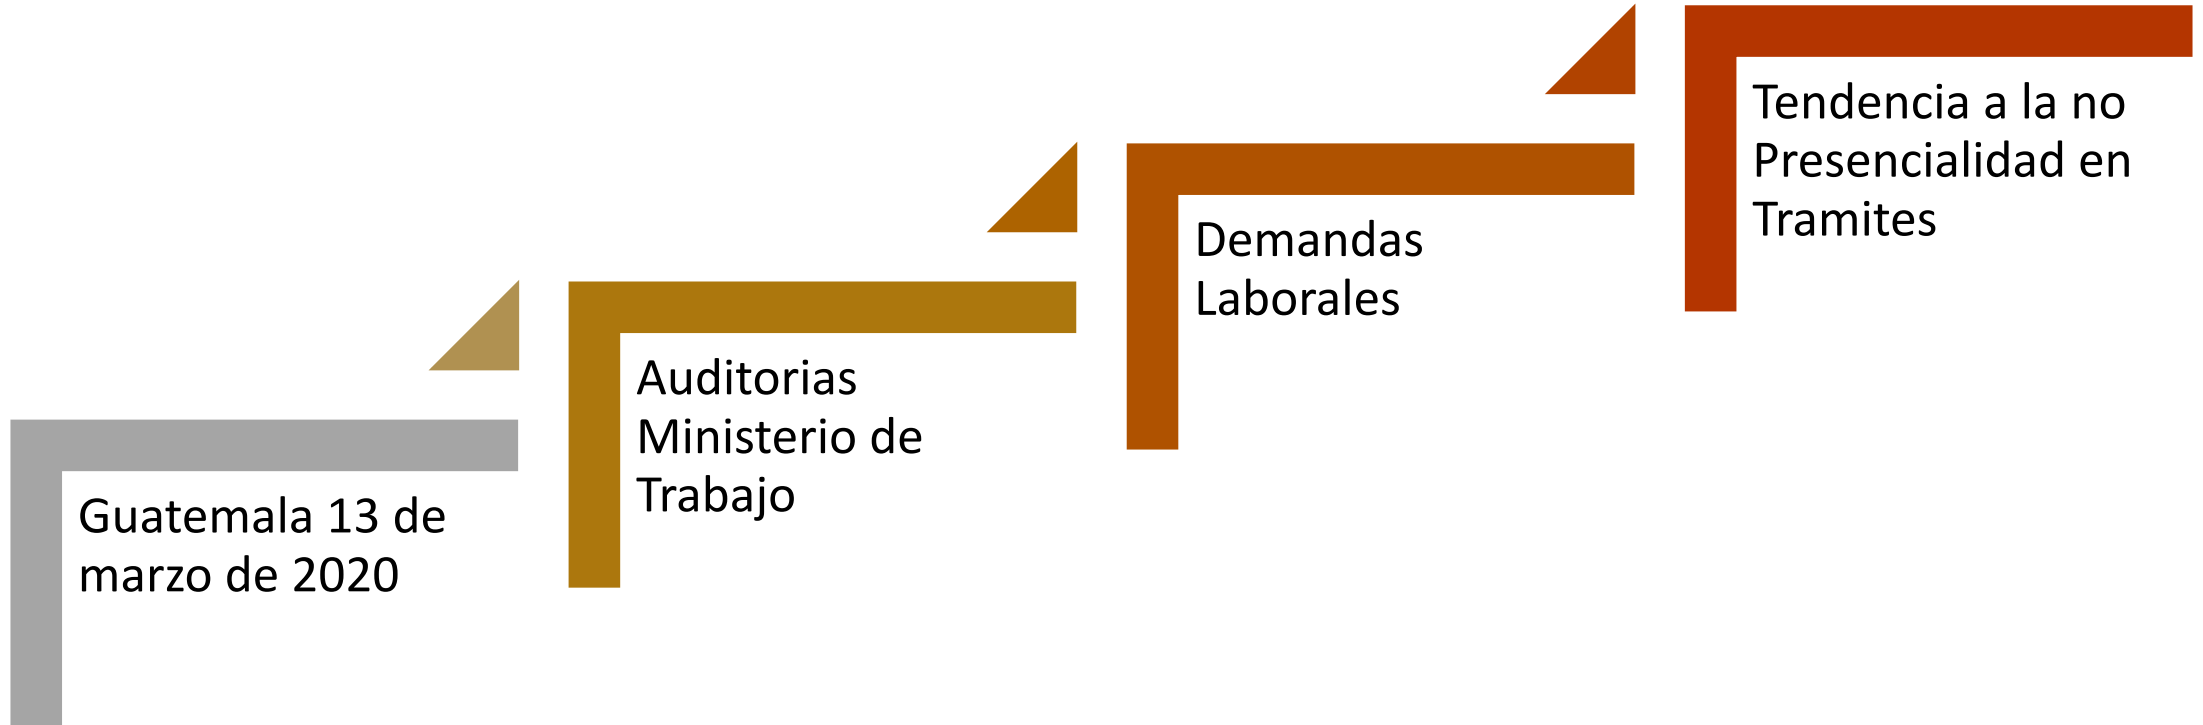 Guatemala 13 de
marzo de 2020
Auditorias
Ministerio de
Trabajo
Demandas
Laborales
Tendencia a la no
Presencialidad en
Tramites